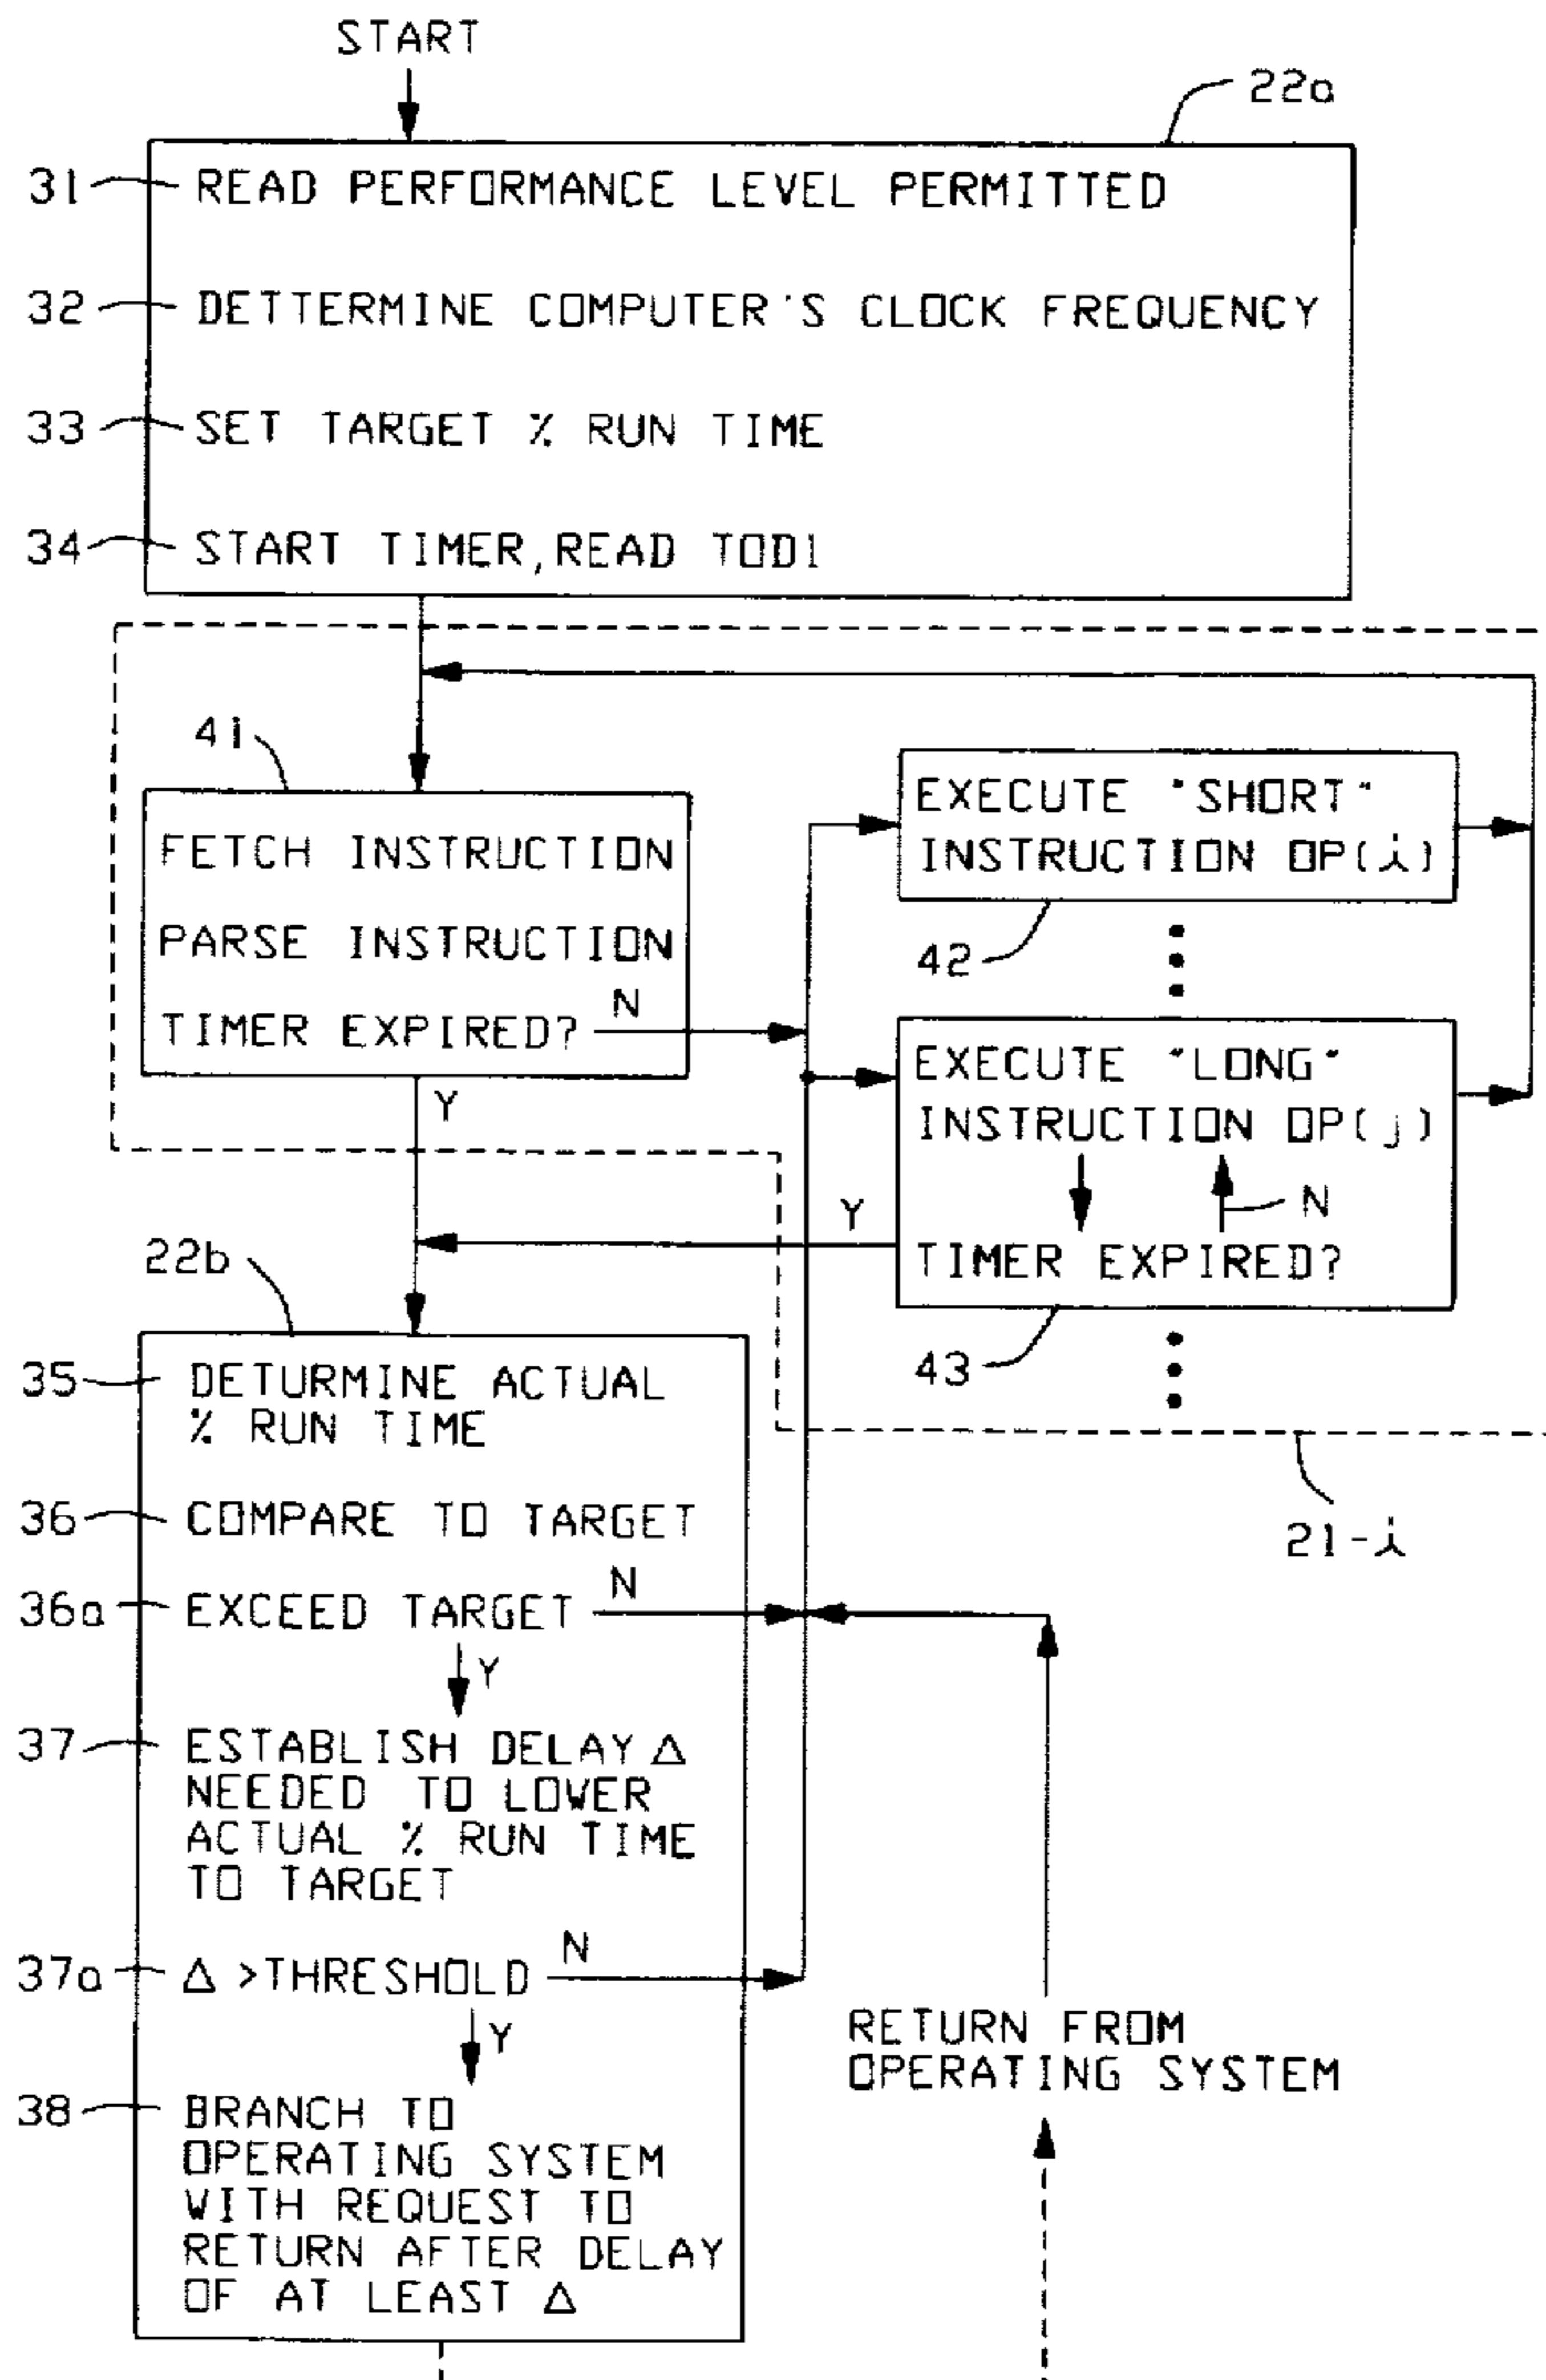 START
22a
31 READ PERFORMANCE LEVEL PERMITTED
32 DETTERMINE COMPUTER'S CLOCK FREQUENCY
33 SET TARGET % RUN TIME
34 START TIMER, READ TOD1
41
FETCH INSTRUCTION
PARSE INSTRUCTION
TIMER EXPIRED? N
Y
EXECUTE "SHORT"
INSTRUCTION OP(i)
42
EXECUTE "LONG"
INSTRUCTION OP(j)
N
Y
TIMER EXPIRED?
43
21-i
22b
35 DETURMINE ACTUAL
% RUN TIME
36 COMPARE TO TARGET
36a EXCEED TARGET N
Y
37 ESTABLISH DELAY Δ
NEEDED TO LOWER
ACTUAL % RUN TIME
TO TARGET
37a Δ >THRESHOLD N
Y
38 BRANCH TO
OPERATING SYSTEM
WITH REQUEST TO
RETURN AFTER DELAY
OF AT LEAST Δ
RETURN FROM
OPERATING SYSTEM